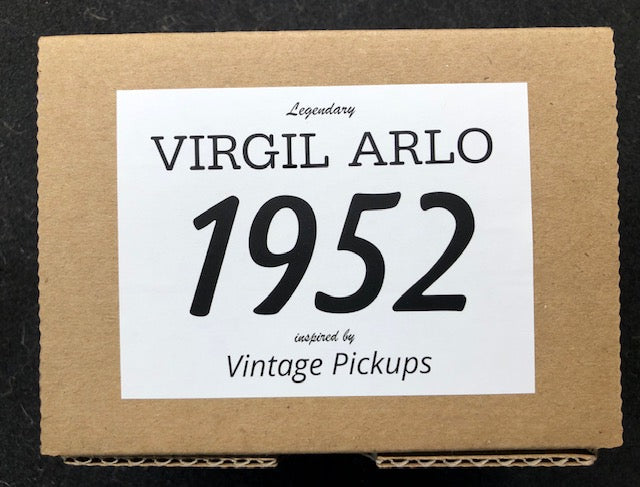 Legendary
VIRGIL ARLO
1952
inspired by
Vintage Pickups